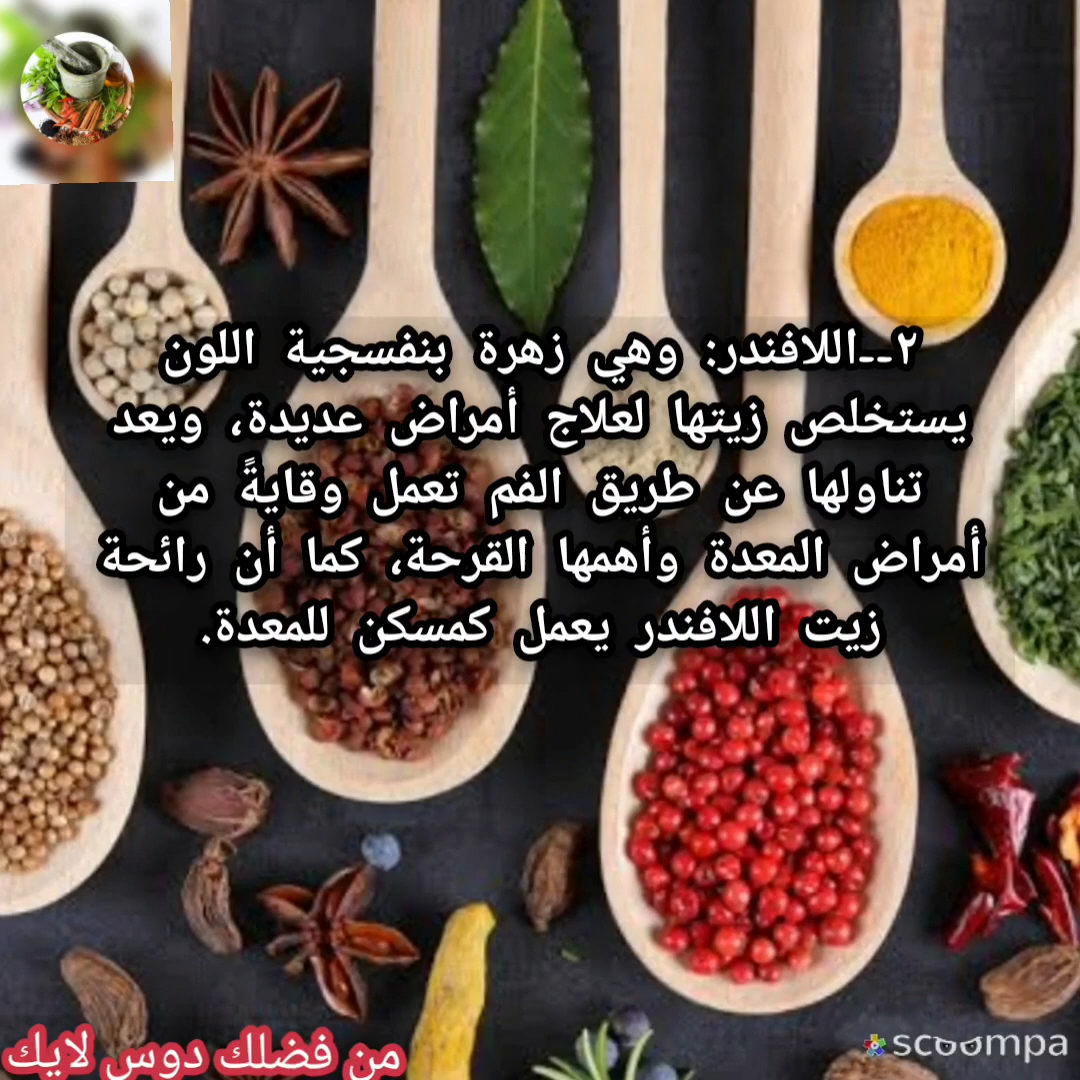 ٢--اللافندر: وهي زهرة بنفسجية اللون
يستخلص زيتها لعلاج أمراض عديدة، ويعد
تناولها عن طريق الفم تعمل وقايةً من
أمراض المعدة وأهمها القرحة، كما أن رائحة
زيت اللافندر يعمل كمسكن للمعدة.
من فضلك دوس لايك
scoompa